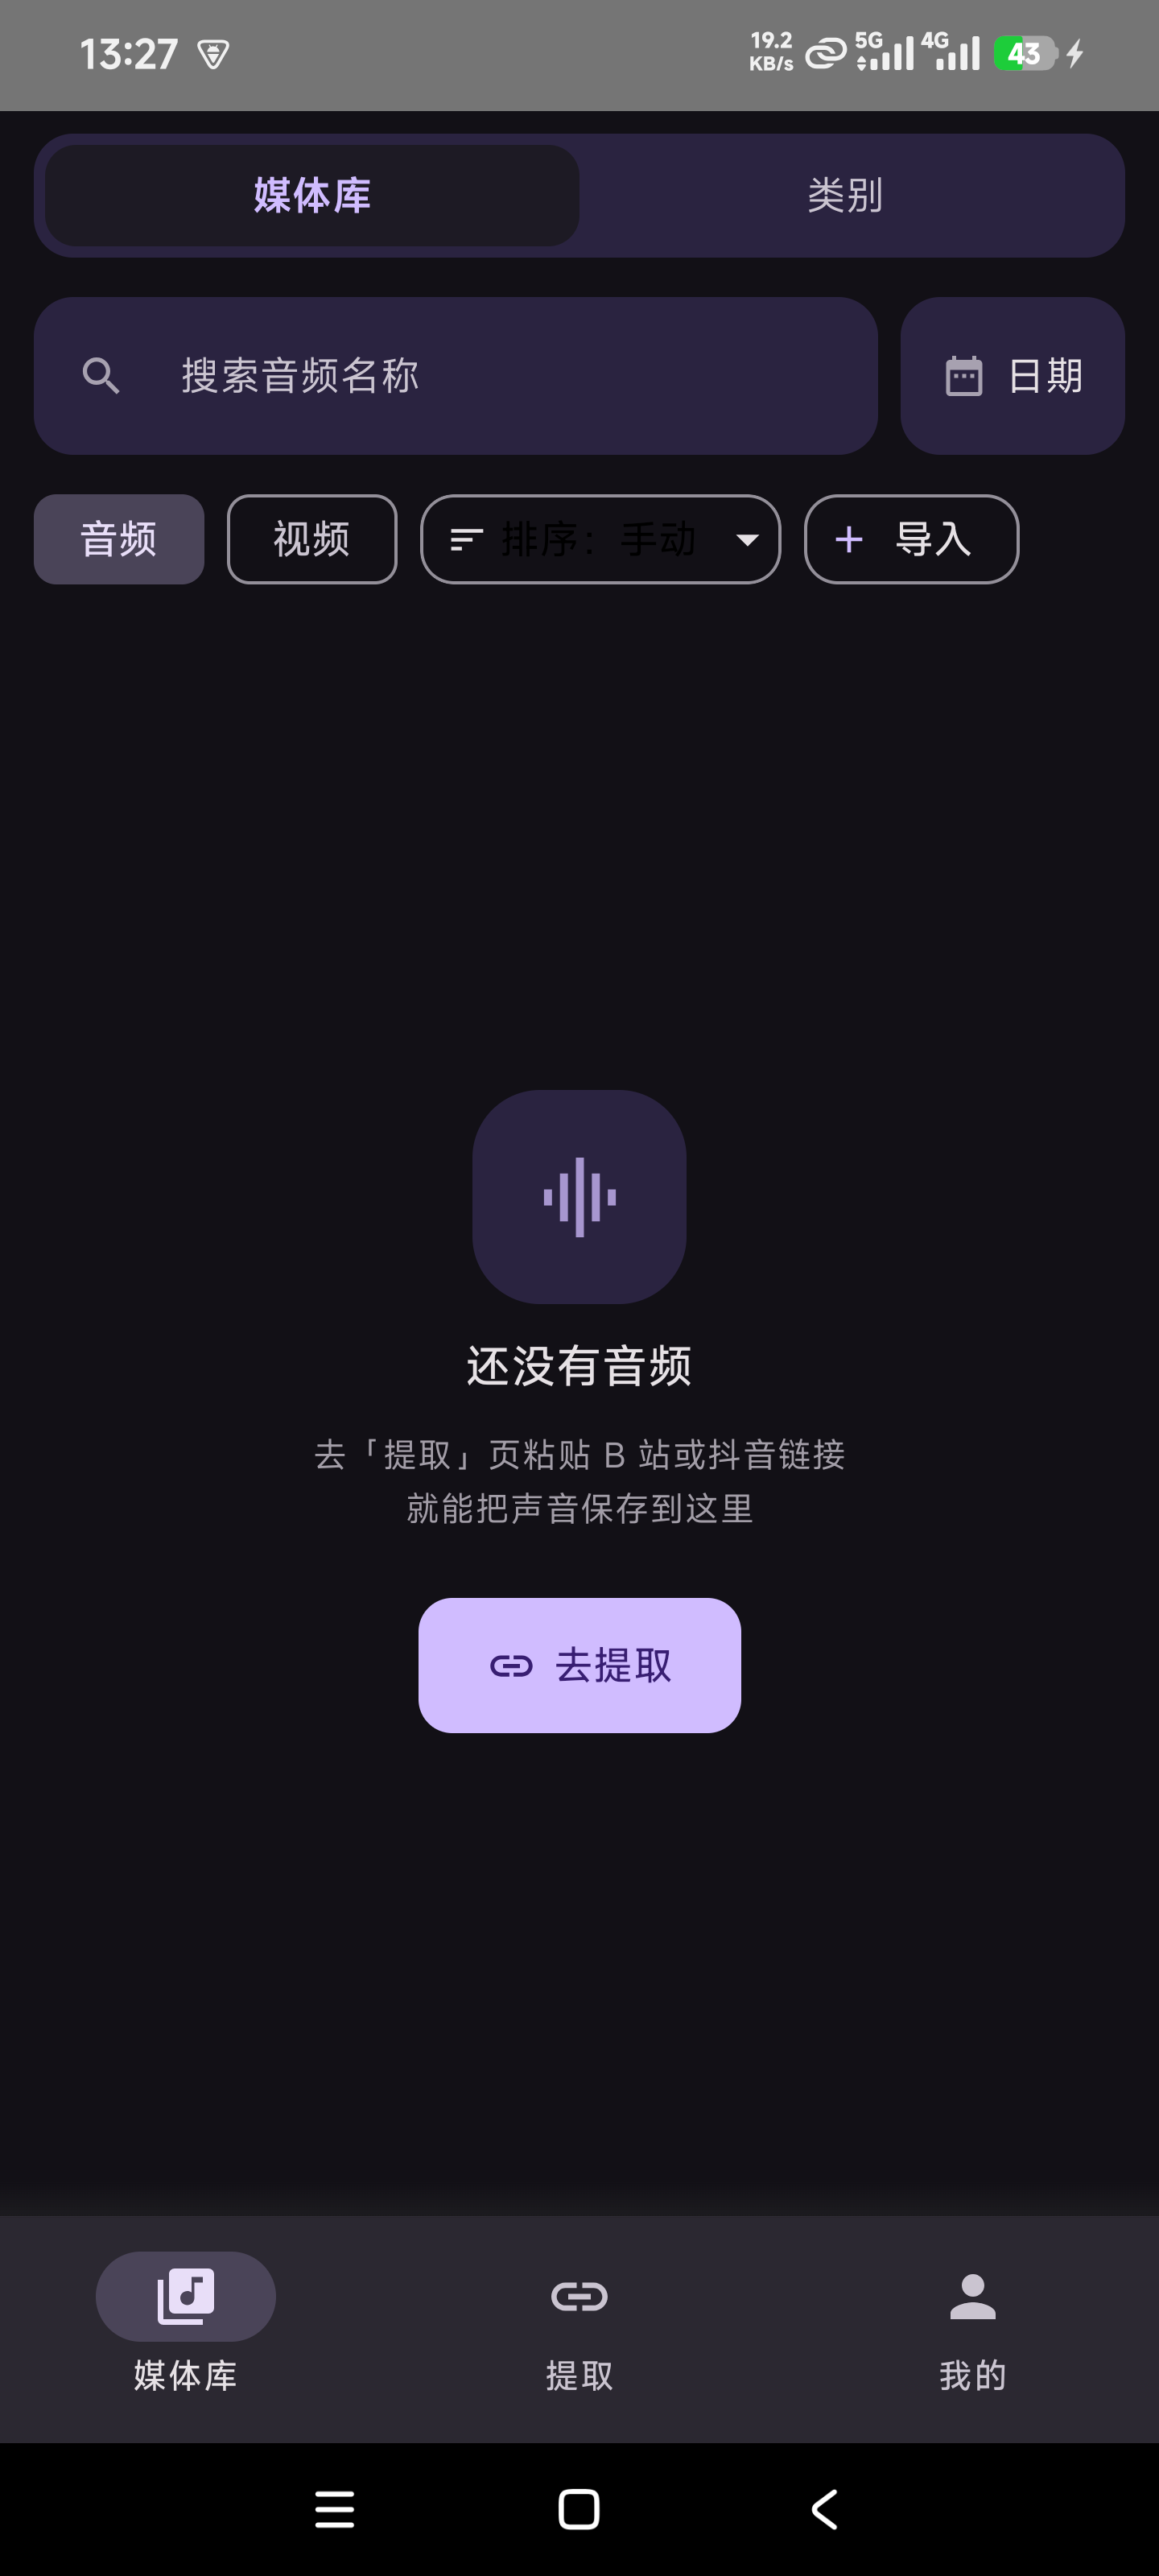 13:27
19.2 KB/s 5G 4G 43
媒体库 类别
搜索音频名称 日期
音频 视频 排序：手动 导入
还没有音频
去「提取」页粘贴 B 站或抖音链接
就能把声音保存到这里
去提取
媒体库 提取 我的